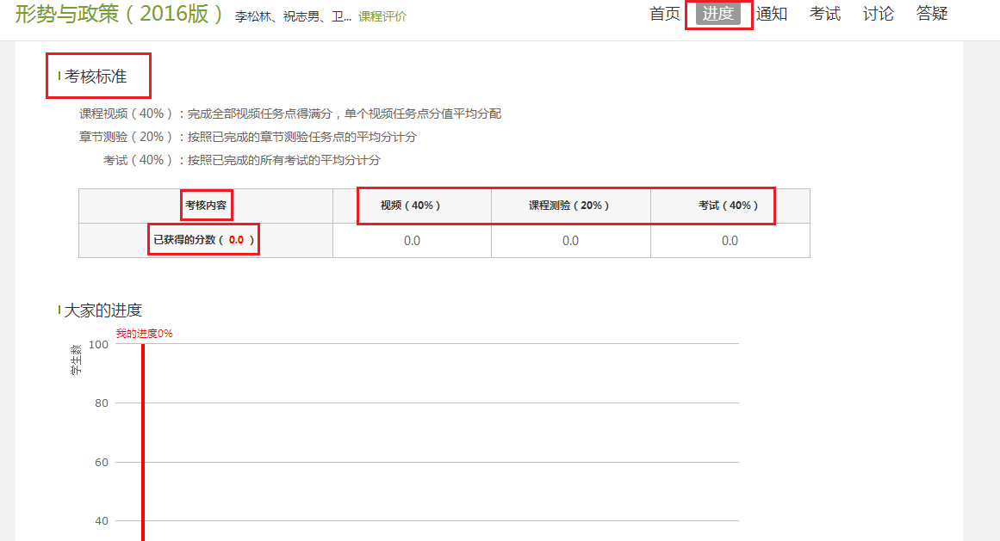 形势与政策（2016版） 李松林、祝志男、卫... 课程评价 首页 进度 通知 考试 讨论 答疑
考核标准
课程视频（40%）：完成全部视频任务点得满分，单个视频任务点分值平均分配
章节测验（20%）：按照已完成的章节测验任务点的平均分计分
考试（40%）：按照已完成的所有考试的平均分计分
考核内容 视频（40%） 课程测验（20%） 考试（40%）
已获得的分数（ 0.0 ） 0.0 0.0 0.0
大家的进度
我的进度0%
学生数
100
80
60
40